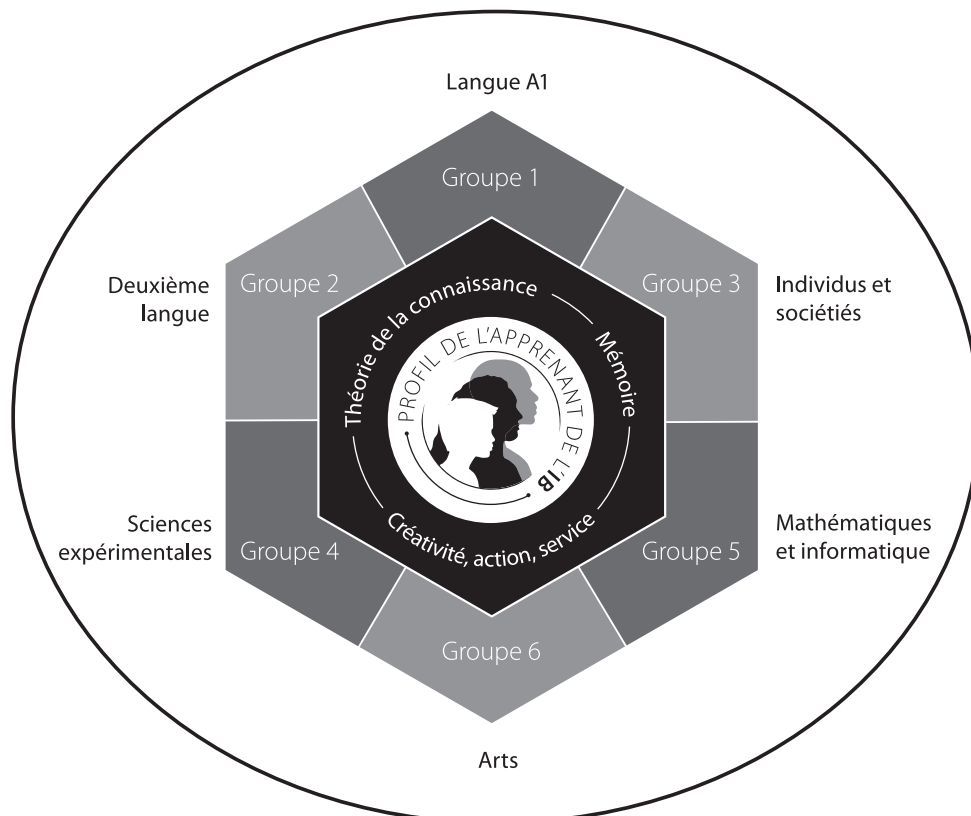 Langue A1
Groupe 1
Deuxième
langue
Groupe 2
Groupe 3
Individus et
sociétiés
Théorie de la connaissance
Mémoire
Créativité, action, service
PROFIL DE L'APPRENANT DE L'IB
Sciences
expérimentales
Groupe 4
Groupe 5
Mathématiques
et informatique
Groupe 6
Arts